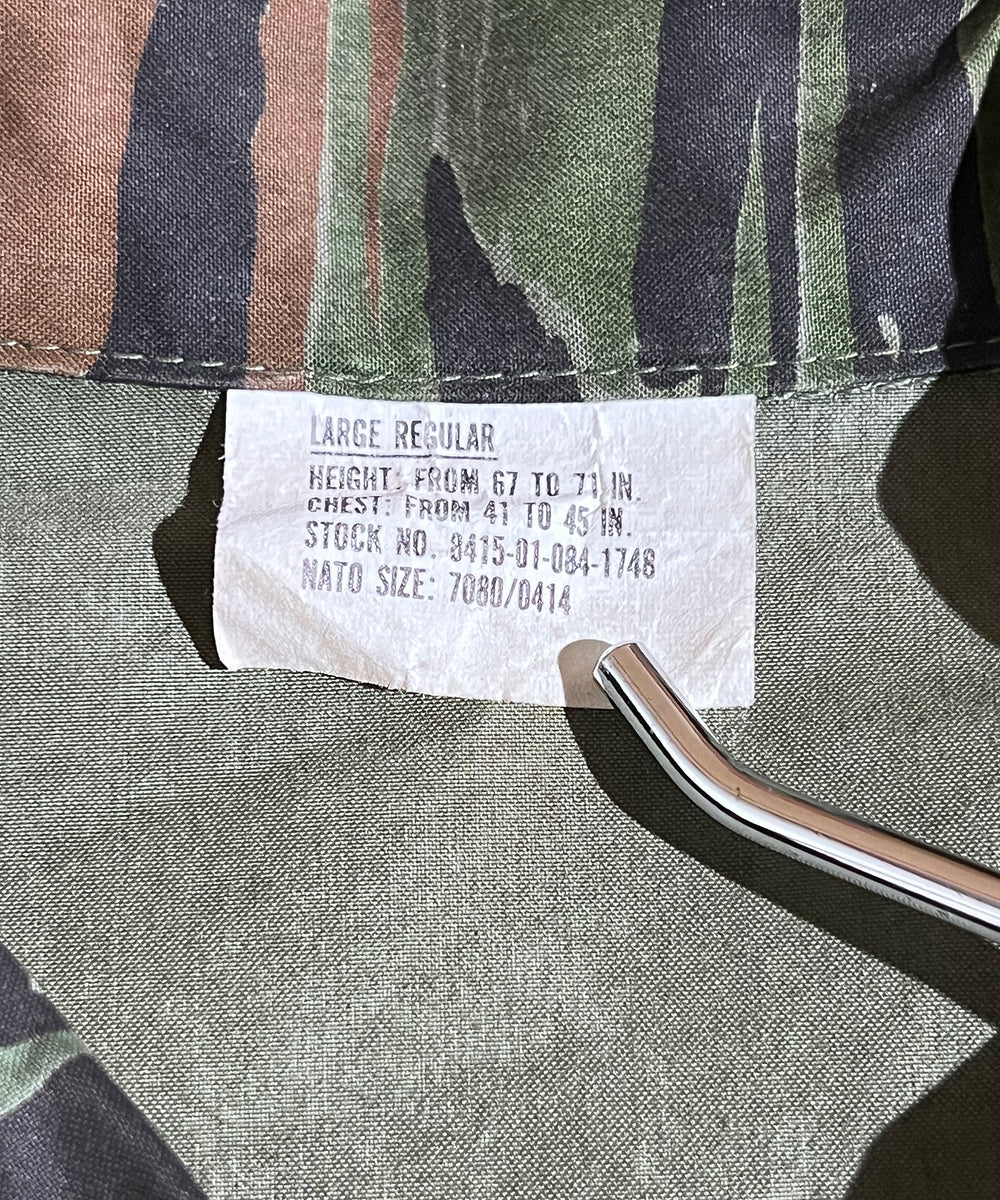 LARGE REGULAR
HEIGHT: FROM 67 TO 71 IN.
CHEST: FROM 41 TO 45 IN.
STOCK NO. 8415-01-084-1748
NATO SIZE: 7080/0414